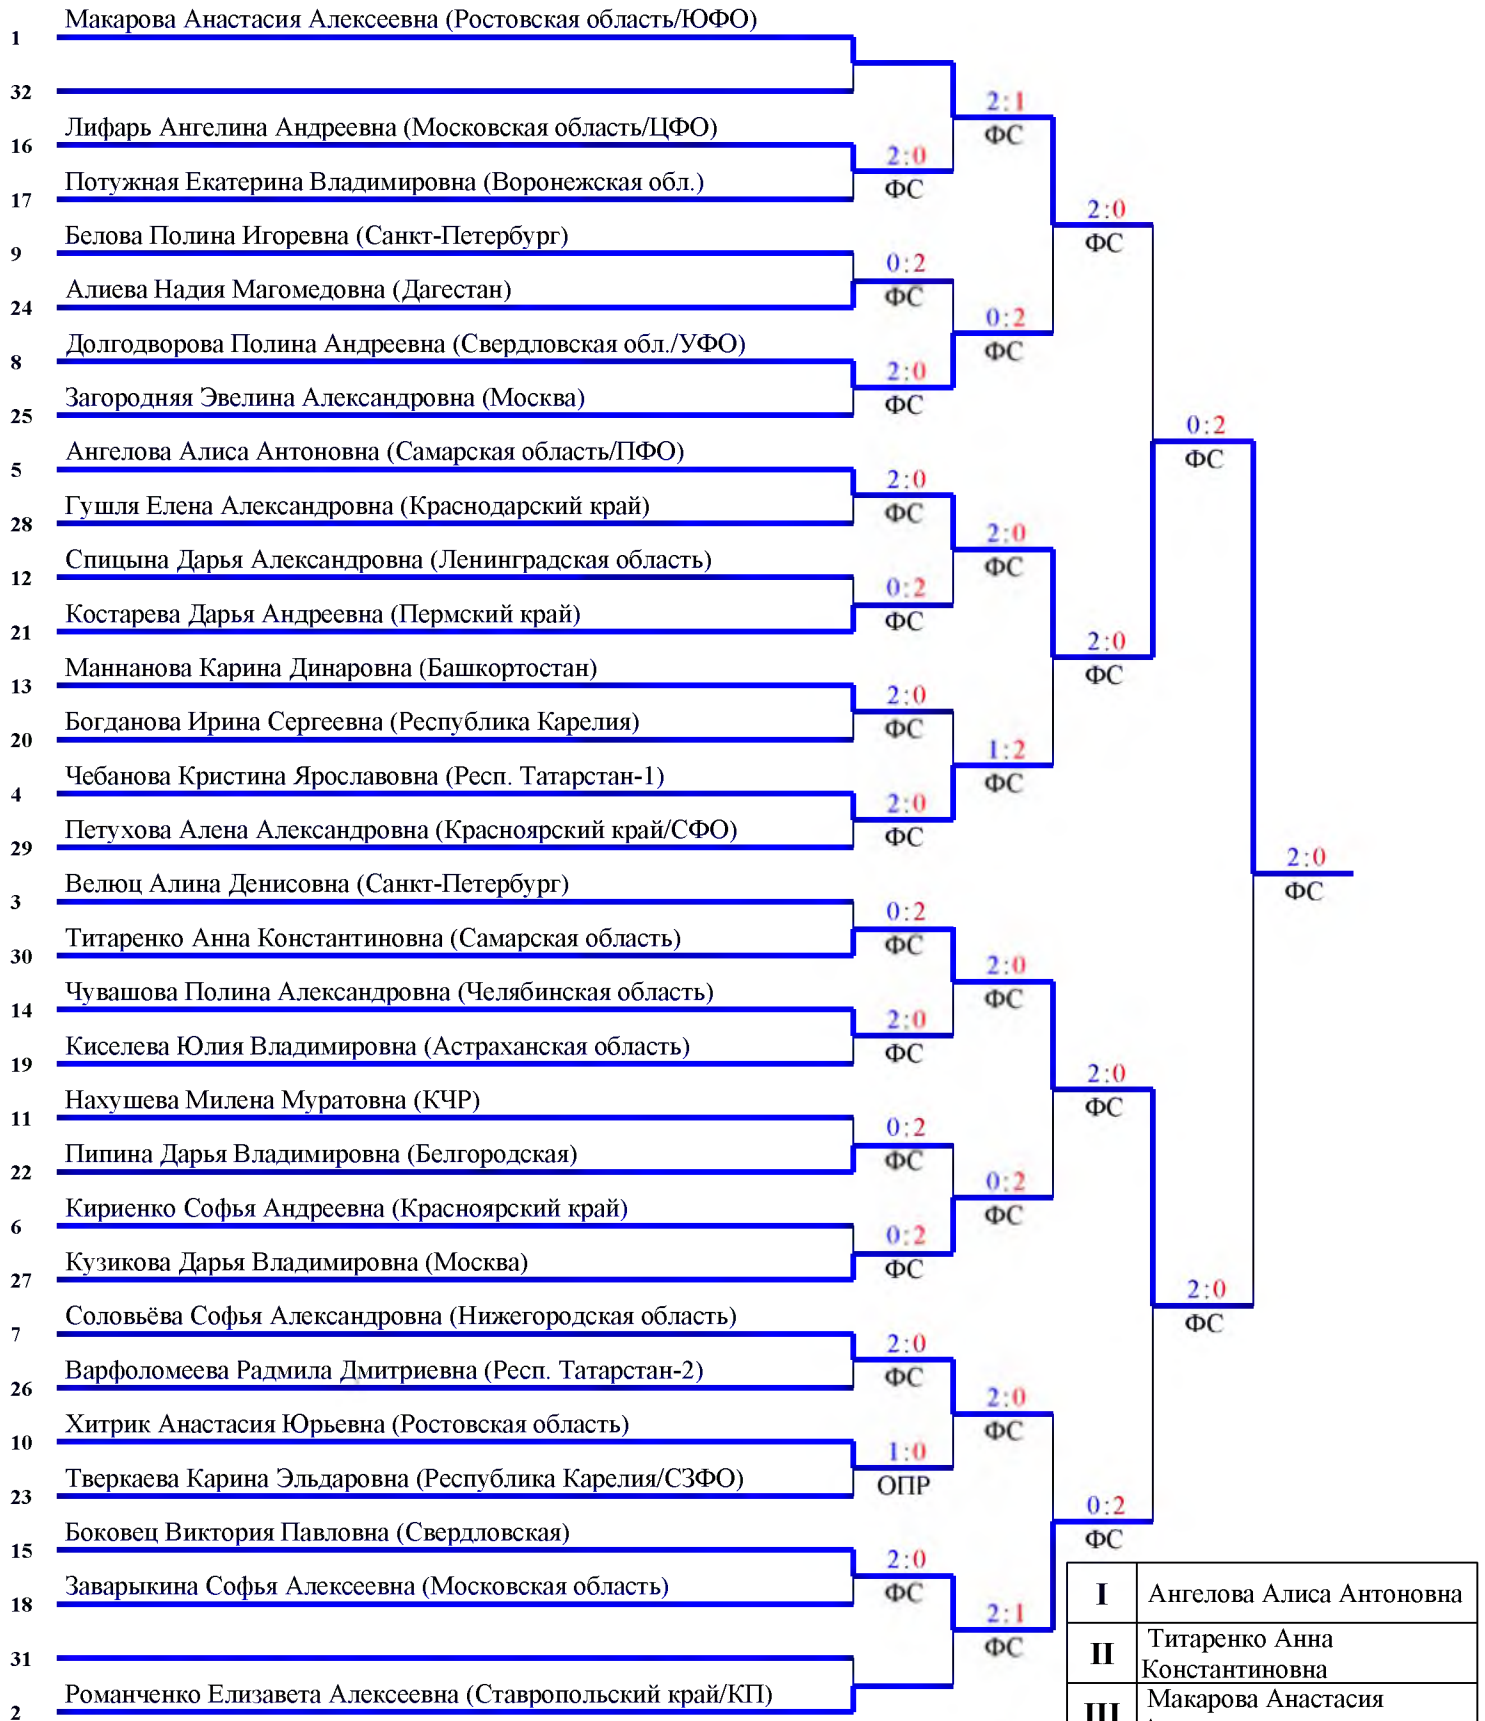 Макарова Анастасия Алексеевна (Ростовская область/ЮФО)
1
32
2:1
ФС
Лифарь Ангелина Андреевна (Московская область/ЦФО)
16
2:0
ФС
Потужная Екатерина Владимировна (Воронежская обл.)
17
2:0
ФС
Белова Полина Игоревна (Санкт-Петербург)
9
0:2
ФС
Алиева Надия Магомедовна (Дагестан)
24
0:2
ФС
Долгодворова Полина Андреевна (Свердловская обл./УФО)
8
2:0
ФС
Загородняя Эвелина Александровна (Москва)
25
0:2
ФС
Ангелова Алиса Антоновна (Самарская область/ПФО)
5
2:0
ФС
Гушля Елена Александровна (Краснодарский край)
28
2:0
ФС
Спицына Дарья Александровна (Ленинградская область)
12
0:2
ФС
Костарева Дарья Андреевна (Пермский край)
21
2:0
ФС
Маннанова Карина Динаровна (Башкортостан)
13
2:0
ФС
Богданова Ирина Сергеевна (Республика Карелия)
20
1:2
ФС
Чебанова Кристина Ярославовна (Респ. Татарстан-1)
4
2:0
ФС
Петухова Алена Александровна (Красноярский край/СФО)
29
2:0
ФС
Велюц Алина Денисовна (Санкт-Петербург)
3
0:2
ФС
Титаренко Анна Константиновна (Самарская область)
30
2:0
ФС
Чувашова Полина Александровна (Челябинская область)
14
2:0
ФС
Киселева Юлия Владимировна (Астраханская область)
19
2:0
ФС
Нахушева Милена Муратовна (КЧР)
11
0:2
ФС
Пипина Дарья Владимировна (Белгородская)
22
0:2
ФС
Кириенко Софья Андреевна (Красноярский край)
6
0:2
ФС
Кузикова Дарья Владимировна (Москва)
27
2:0
ФС
Соловьёва Софья Александровна (Нижегородская область)
7
2:0
ФС
Варфоломеева Радмила Дмитриевна (Респ. Татарстан-2)
26
2:0
ФС
Хитрик Анастасия Юрьевна (Ростовская область)
10
1:0
ОПР
Тверкаева Карина Эльдаровна (Республика Карелия/СЗФО)
23
0:2
ФС
Боковец Виктория Павловна (Свердловская)
15
2:0
ФС
Заварыкина Софья Алексеевна (Московская область)
18
2:1
ФС
31
Романченко Елизавета Алексеевна (Ставропольский край/КП)
2
I Ангелова Алиса Антоновна
II Титаренко Анна
Константиновна
III Макарова Анастасия